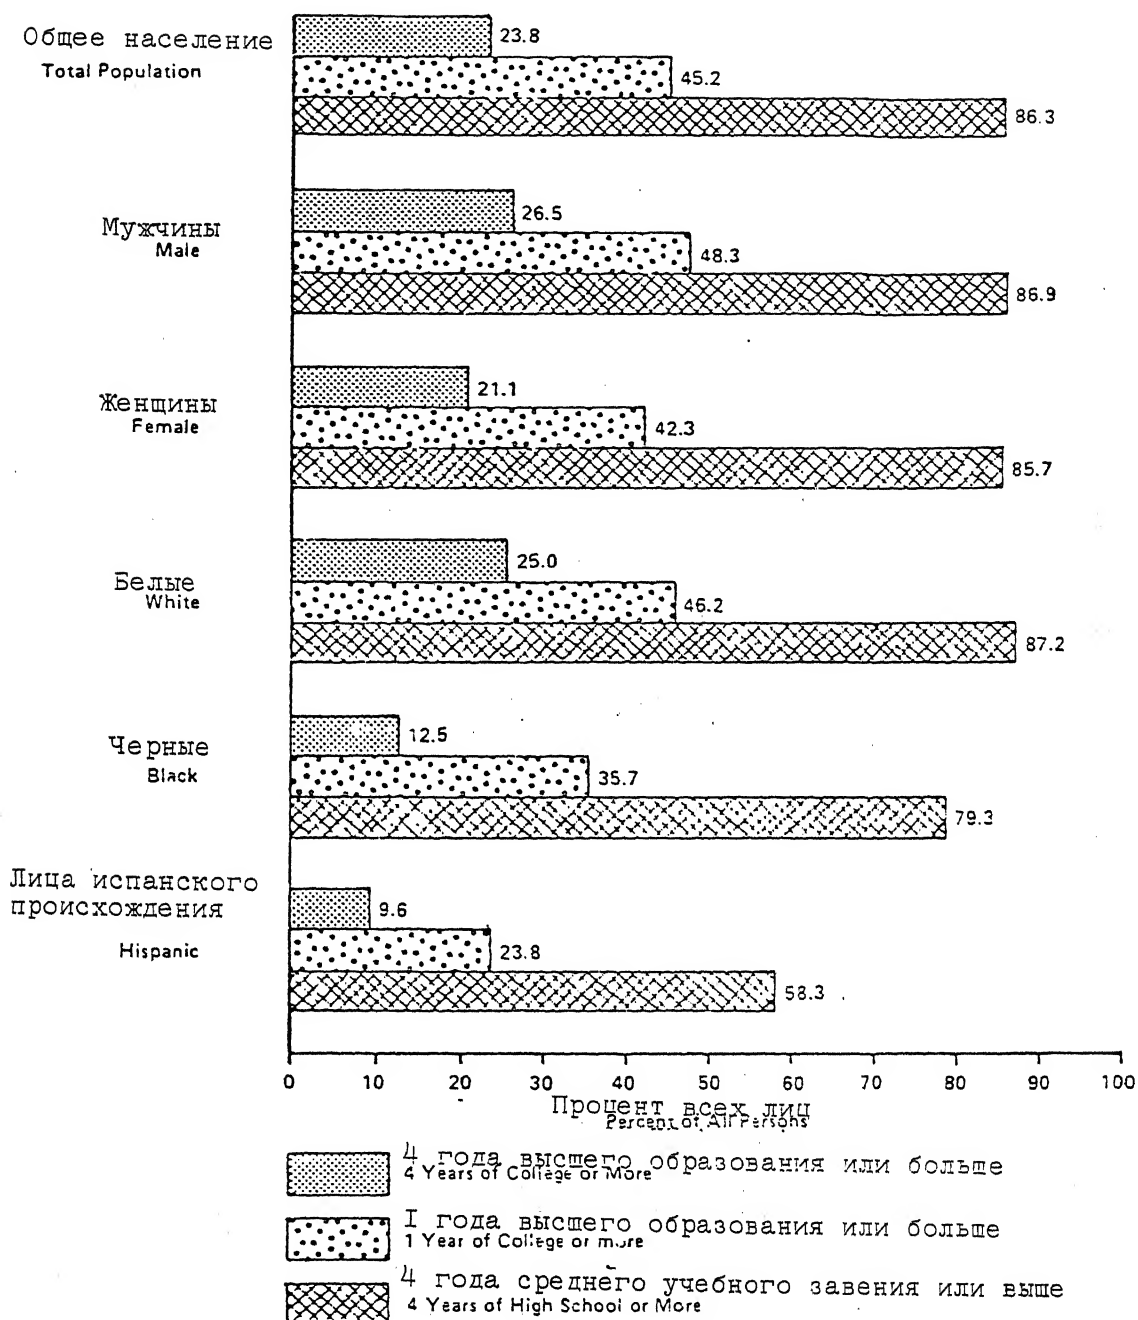 Общее население
Total Population
23.8
45.2
86.3
Мужчины
Male
26.5
48.3
86.9
Женщины
Female
21.1
42.3
85.7
Белые
White
25.0
46.2
87.2
Черные
Black
12.5
35.7
79.3
Лица испанского
происхождения
Hispanic
9.6
23.8
58.3
0 10 20 30 40 50 60 70 80 90 100
Процент всех лиц
Percent of All Persons
4 года высшего образования или больше
4 Years of College or More
I года высшего образования или больше
1 Year of College or more
4 года среднего учебного завения или выше
4 Years of High School or More